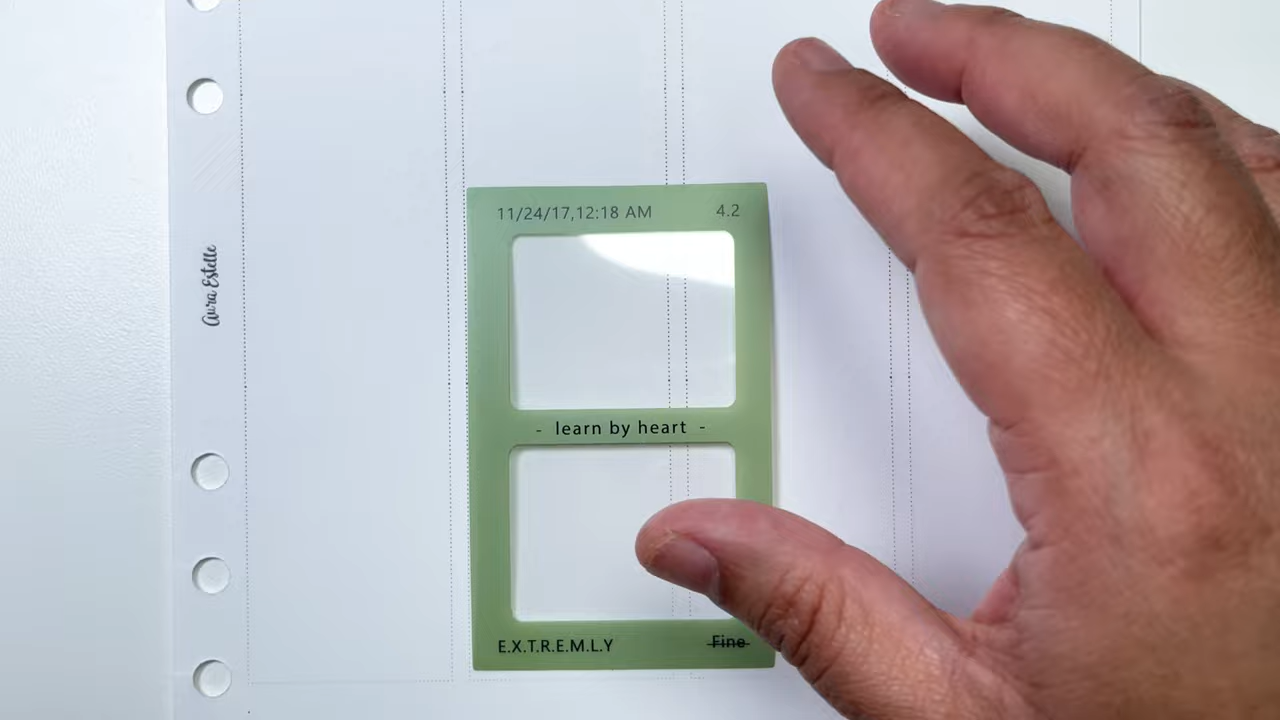 Aura Estelle
11/24/17,12:18 AM 4.2
- learn by heart -
E.X.T.R.E.M.L.Y Fine